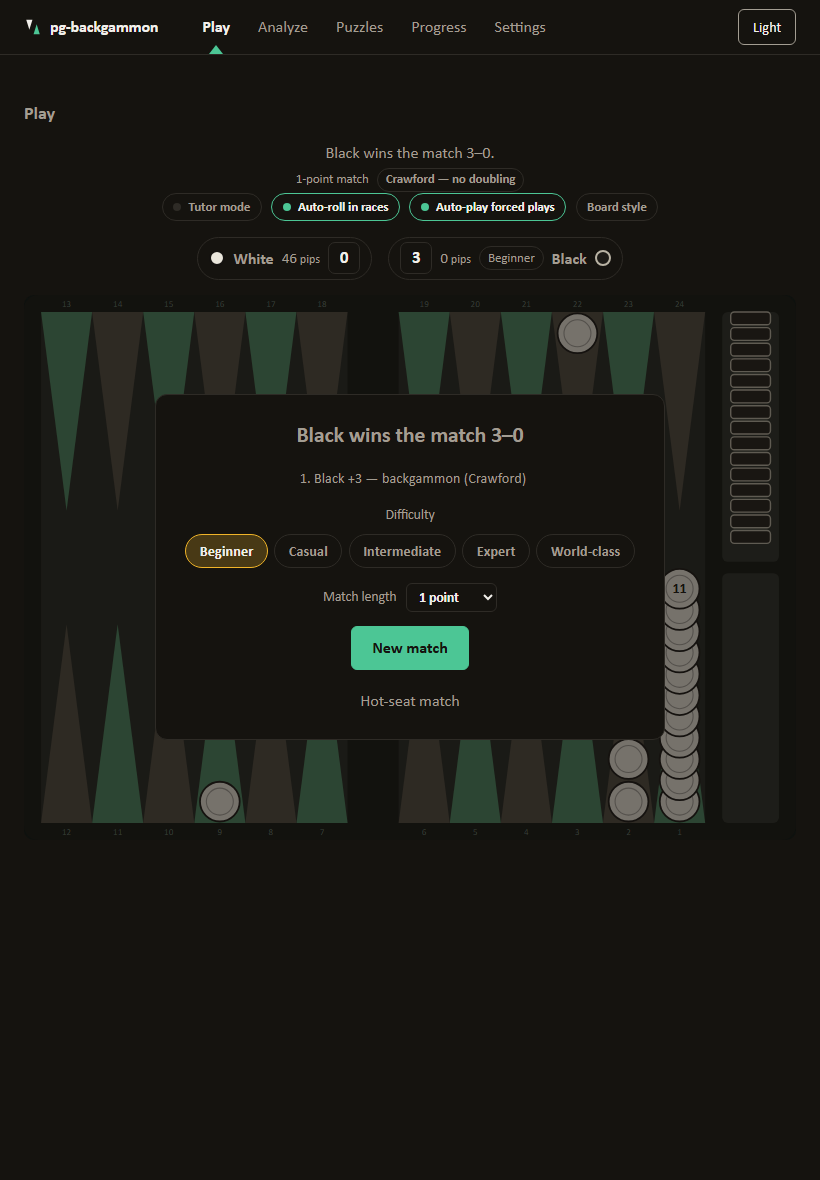 pg-backgammon Play Analyze Puzzles Progress Settings Light
Play
Black wins the match 3–0.
1-point match Crawford — no doubling
Tutor mode Auto-roll in races Auto-play forced plays Board style
White 46 pips 0 3 0 pips Beginner Black
13 14 15 16 17 18 19 20 21 22 23 24
Black wins the match 3–0
1. Black +3 — backgammon (Crawford)
Difficulty
Beginner Casual Intermediate Expert World-class
Match length 1 point
11
New match
Hot-seat match
12 11 10 9 8 7 6 5 4 3 2 1